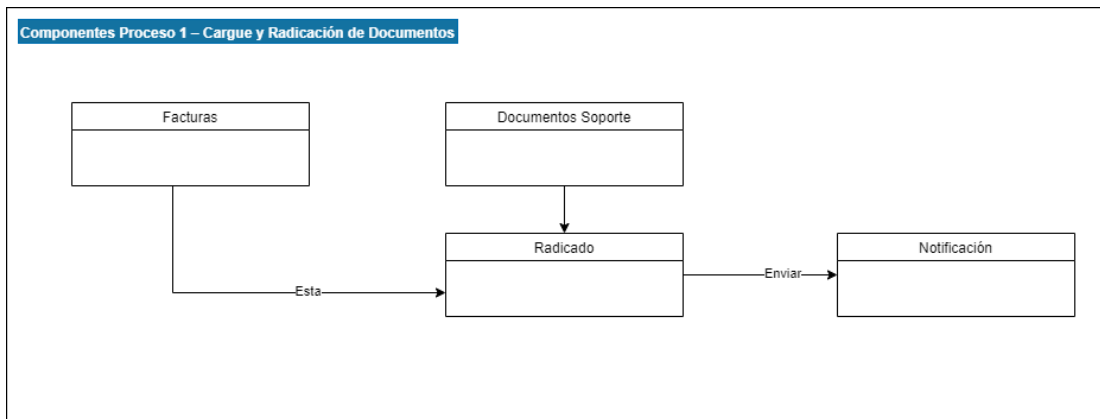 Componentes Proceso 1 – Cargue y Radicación de Documentos
Facturas
Documentos Soporte
Radicado
Notificación
Enviar
Esta